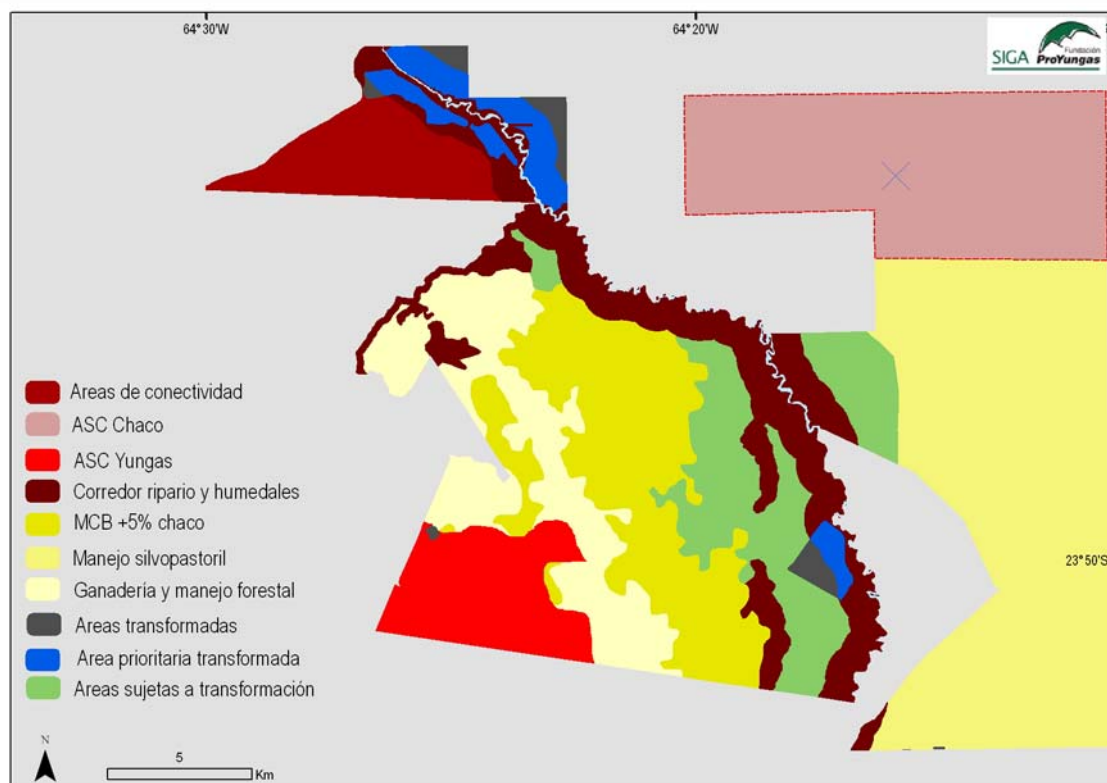 64°30'W
64°20'W
SIGA
Fundación
ProYungas
Areas de conectividad
ASC Chaco
ASC Yungas
Corredor ripario y humedales
MCB +5% chaco
Manejo silvopastoril
Ganadería y manejo forestal
Areas transformadas
Area prioritaria transformada
Areas sujetas a transformación
23°50'S
N
5
Km